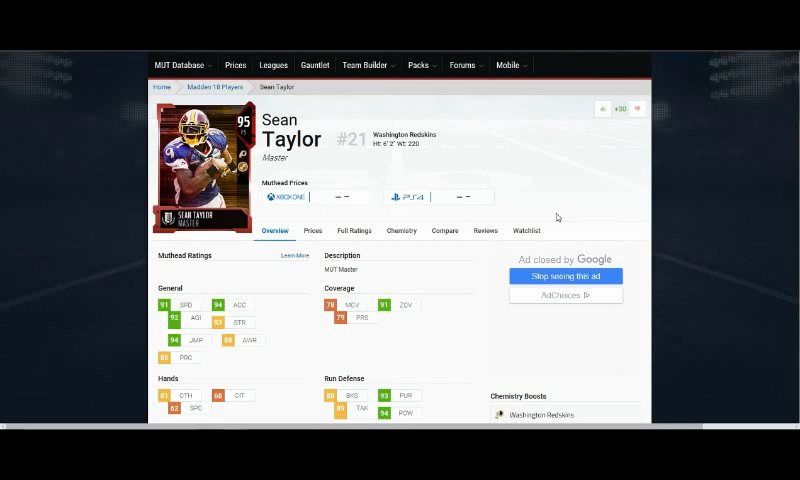 MUT Database Prices Leagues Gauntlet Team Builder Packs Forums Mobile
Home Madden 18 Players Sean Taylor
95
FS
SEAN TAYLOR
MASTER
Sean
Taylor #21
Master
Washington Redskins
Ht: 6' 2" Wt: 220
+30
Muthead Prices
XBOX ONE – –
PS4 – –
Overview Prices Full Ratings Chemistry Compare Reviews Watchlist
Muthead Ratings Learn More
General
91 SPD 94 ACC
92 AGI 83 STR
94 JMP AWR
PRC
Hands
81 CTH 68 CIT
62 SPC
Description
MUT Master
Coverage
78 MCV 91 ZCV
79 PRS
Run Defense
BKS 93 PUR
89 TAK 94 POW
Ad closed by Google
Stop seeing this ad
AdChoices
Chemistry Boosts
Washington Redskins